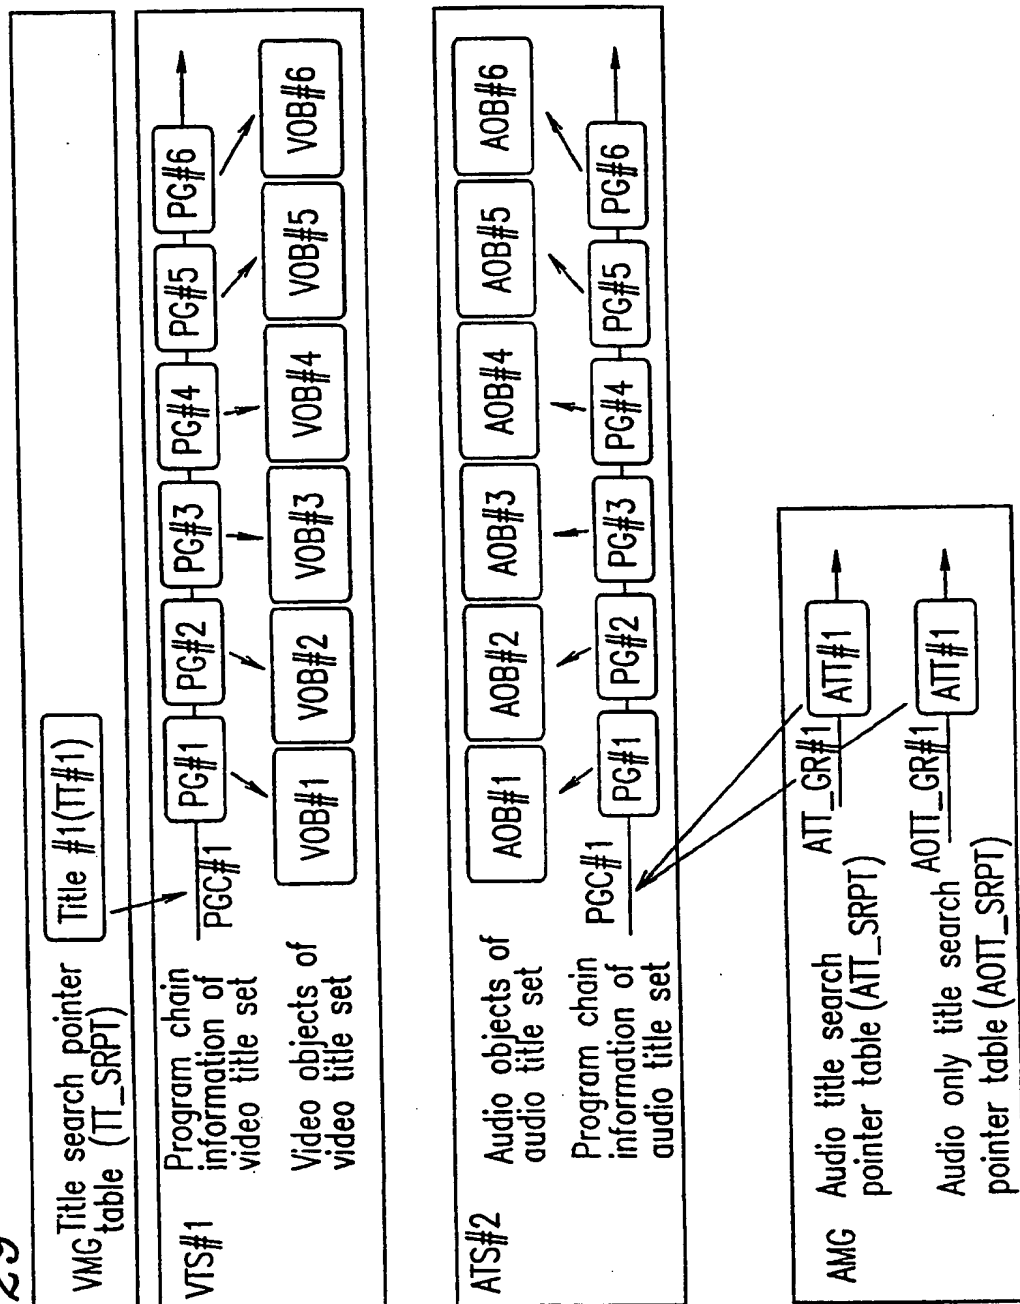 29
VMG Title search pointer
table (TT_SRPT)
Title #1(TT#1)
VTS#1
Program chain
information of
video title set
PGC#1
PG#1 PG#2 PG#3 PG#4 PG#5 PG#6
Video objects of
video title set
VOB#1 VOB#2 VOB#3 VOB#4 VOB#5 VOB#6
ATS#2
Audio objects of
audio title set
AOB#1 AOB#2 AOB#3 AOB#4 AOB#5 AOB#6
Program chain
information of
audio title set
PGC#1
PG#1 PG#2 PG#3 PG#4 PG#5 PG#6
AMG
Audio title search
pointer table (ATT_SRPT)
ATT_GR#1
ATT#1
Audio only title search
pointer table (AOTT_SRPT)
AOTT_GR#1
ATT#1